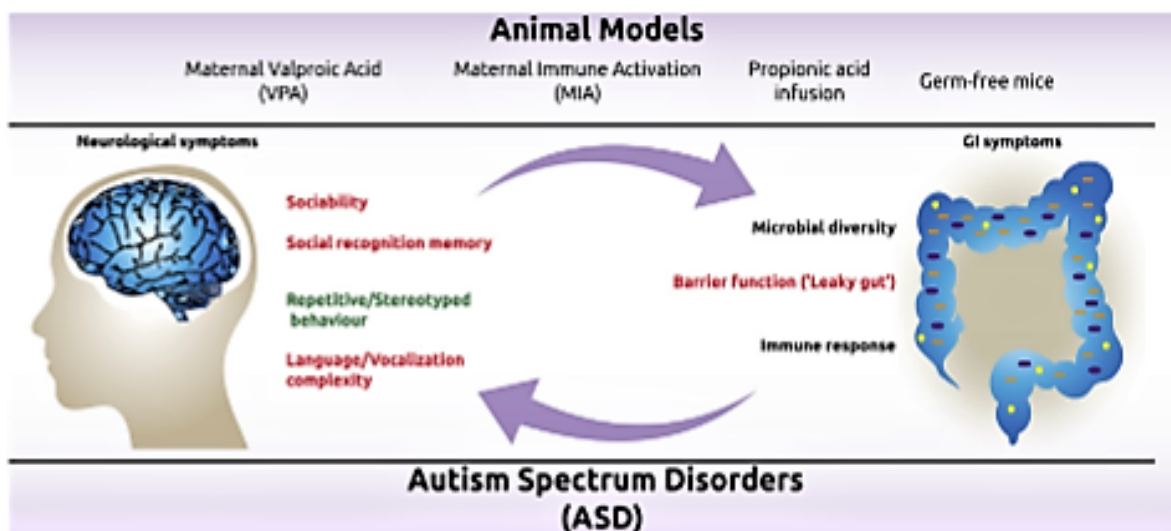 Animal Models
Maternal Valproic Acid
(VPA)
Maternal Immune Activation
(MIA)
Propionic acid
infusion
Germ-free mice
Neurological symptoms
GI symptoms
Sociability
Social recognition memory
Repetitive/Stereotyped
behaviour
Language/Vocalization
complexity
Microbial diversity
Barrier function ('Leaky gut')
Immune response
Autism Spectrum Disorders
(ASD)